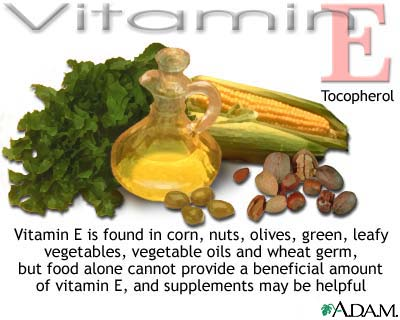 Vitamin E
Tocopherol
Vitamin E is found in corn, nuts, olives, green, leafy
vegetables, vegetable oils and wheat germ,
but food alone cannot provide a beneficial amount
of vitamin E, and supplements may be helpful
ADAM.